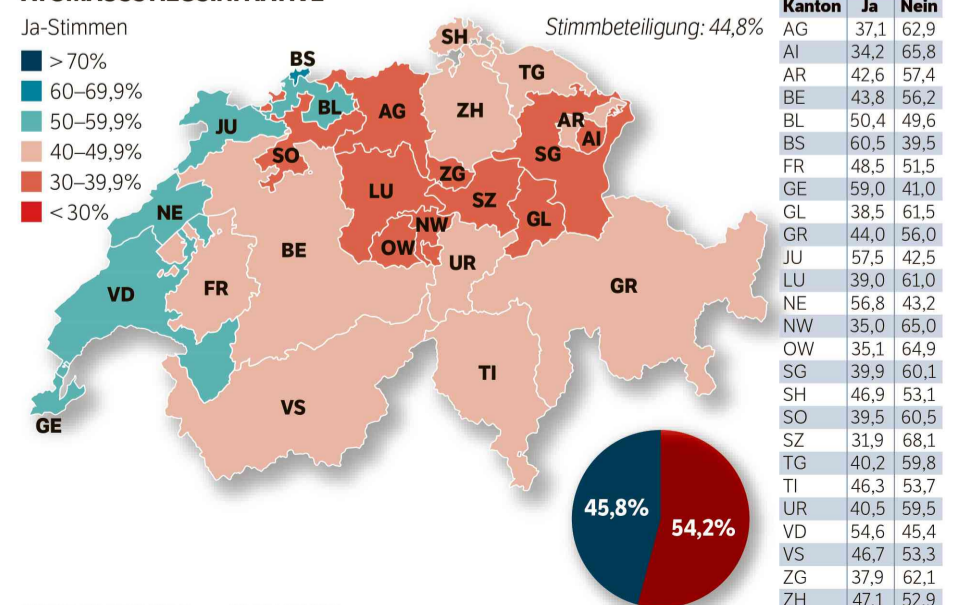 Ja-Stimmen
> 70%
60–69,9%
50–59,9%
40–49,9%
30–39,9%
< 30%
Stimmbeteiligung: 44,8%
SH
BS
TG
BL
AG
ZH
JU
AR
AI
SO
SG
ZG
LU
SZ
NE
GL
NW
OW
BE
UR
FR
GR
VD
TI
VS
GE
45,8%
54,2%
Kanton Ja Nein
AG 37,1 62,9
AI 34,2 65,8
AR 42,6 57,4
BE 43,8 56,2
BL 50,4 49,6
BS 60,5 39,5
FR 48,5 51,5
GE 59,0 41,0
GL 38,5 61,5
GR 44,0 56,0
JU 57,5 42,5
LU 39,0 61,0
NE 56,8 43,2
NW 35,0 65,0
OW 35,1 64,9
SG 39,9 60,1
SH 46,9 53,1
SO 39,5 60,5
SZ 31,9 68,1
TG 40,2 59,8
TI 46,3 53,7
UR 40,5 59,5
VD 54,6 45,4
VS 46,7 53,3
ZG 37,9 62,1
ZH 47,1 52,9